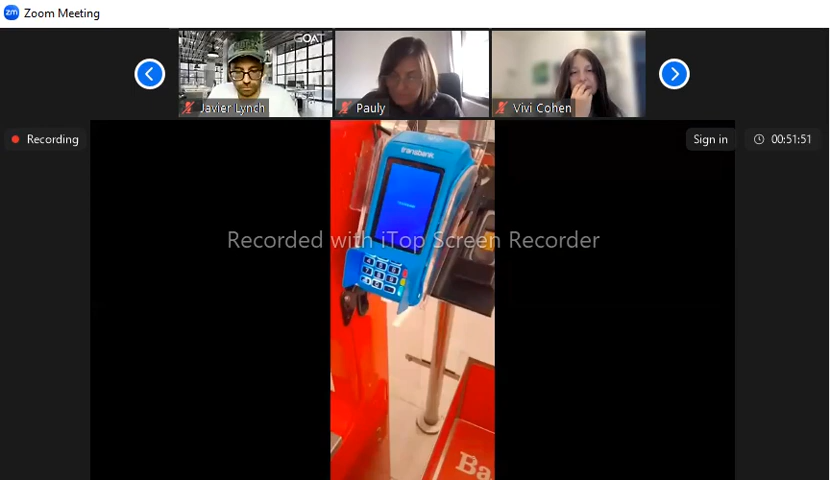 Zoom Meeting
GOAT
Javier Lynch
Pauly
Vivi Cohen
Recording
Sign in
00:51:51
transbank.
Recorded with iTop Screen Recorder
Ba